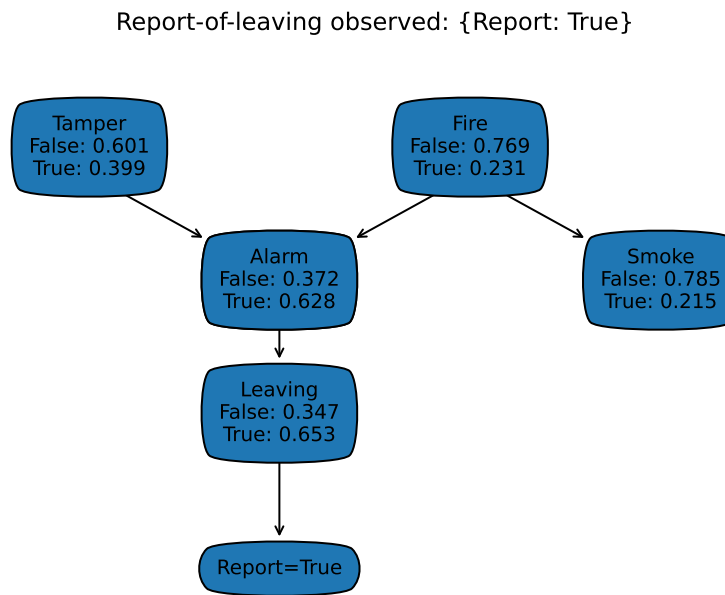 Report-of-leaving observed: {Report: True}
Tamper
False: 0.601
True: 0.399
Fire
False: 0.769
True: 0.231
Alarm
False: 0.372
True: 0.628
Smoke
False: 0.785
True: 0.215
Leaving
False: 0.347
True: 0.653
Report=True